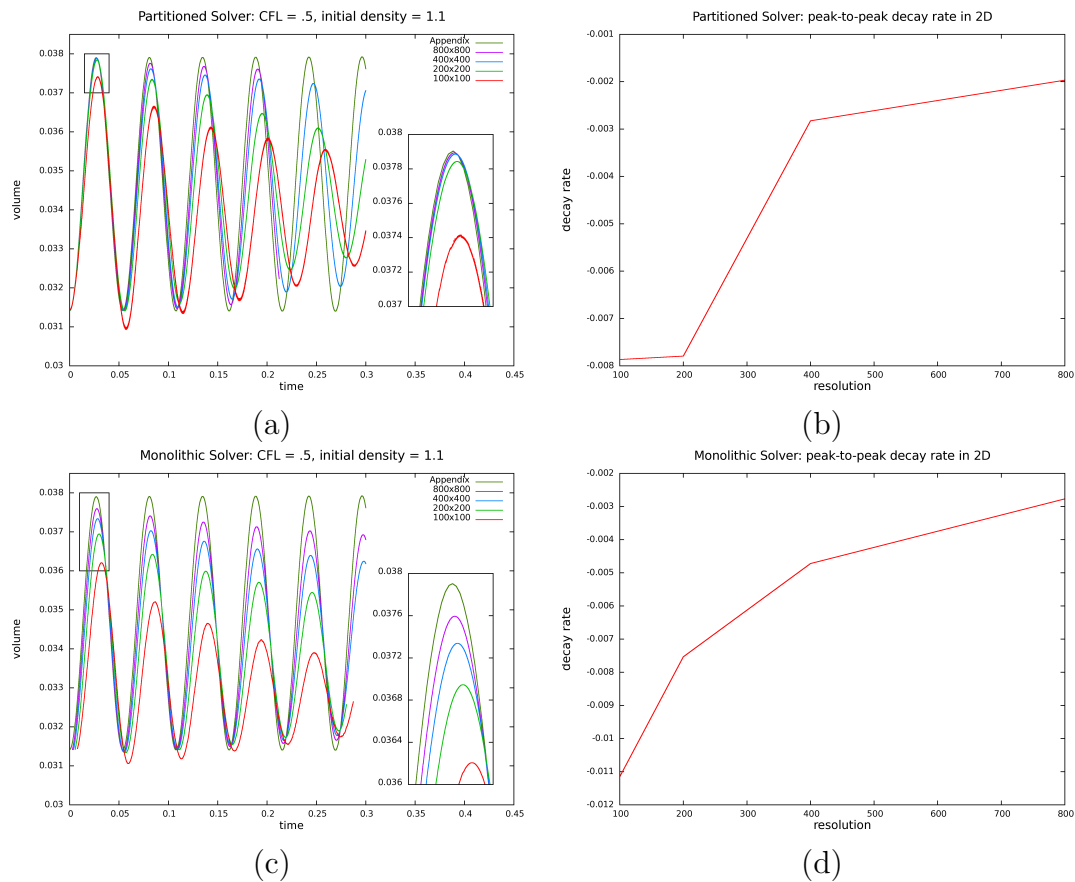 Partitioned Solver: CFL = .5, initial density = 1.1
0.038
0.037
0.036
0.035
0.034
0.033
0.032
0.031
0.03
volume
Appendix
800x800
400x400
200x200
100x100
0.038
0.0378
0.0376
0.0374
0.0372
0.037
0 0.05 0.1 0.15 0.2 0.25 0.3 0.35 0.4 0.45
time
(a)
Partitioned Solver: peak-to-peak decay rate in 2D
-0.001
-0.002
-0.003
-0.004
-0.005
-0.006
-0.007
-0.008
decay rate
100 200 300 400 500 600 700 800
resolution
(b)
Monolithic Solver: CFL = .5, initial density = 1.1
0.038
0.037
0.036
0.035
0.034
0.033
0.032
0.031
0.03
volume
Appendix
800x800
400x400
200x200
100x100
0.038
0.0376
0.0372
0.0368
0.0364
0.036
0 0.05 0.1 0.15 0.2 0.25 0.3 0.35 0.4 0.45
time
(c)
Monolithic Solver: peak-to-peak decay rate in 2D
-0.002
-0.003
-0.004
-0.005
-0.006
-0.007
-0.008
-0.009
-0.01
-0.011
-0.012
decay rate
100 200 300 400 500 600 700 800
resolution
(d)